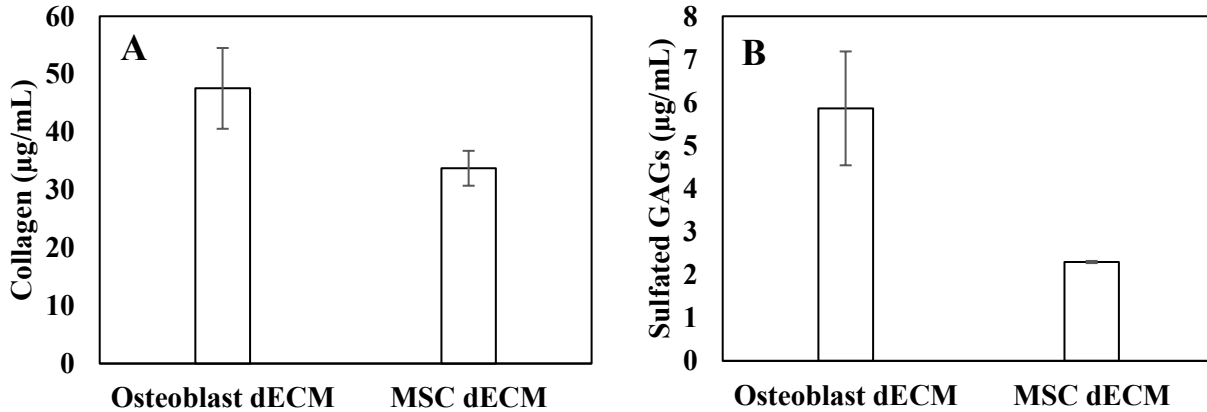 A
Collagen (µg/mL)
60
50
40
30
20
10
0
Osteoblast dECM
MSC dECM
B
Sulfated GAGs (µg/mL)
8
7
6
5
4
3
2
1
0
Osteoblast dECM
MSC dECM